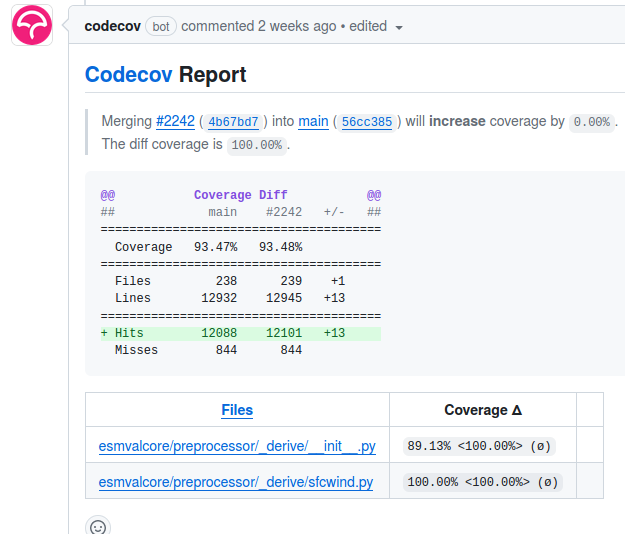 codecov bot commented 2 weeks ago • edited
Codecov Report
Merging #2242 ( 4b67bd7 ) into main ( 56cc385 ) will increase coverage by 0.00% .
The diff coverage is 100.00% .
@@ Coverage Diff @@
## main #2242 +/- ##
=======================================
Coverage 93.47% 93.48%
=======================================
Files 238 239 +1
Lines 12932 12945 +13
=======================================
+ Hits 12088 12101 +13
Misses 844 844
Files Coverage Δ
esmvalcore/preprocessor/_derive/__init__.py 89.13% <100.00%> (ø)
esmvalcore/preprocessor/_derive/sfcwind.py 100.00% <100.00%> (ø)